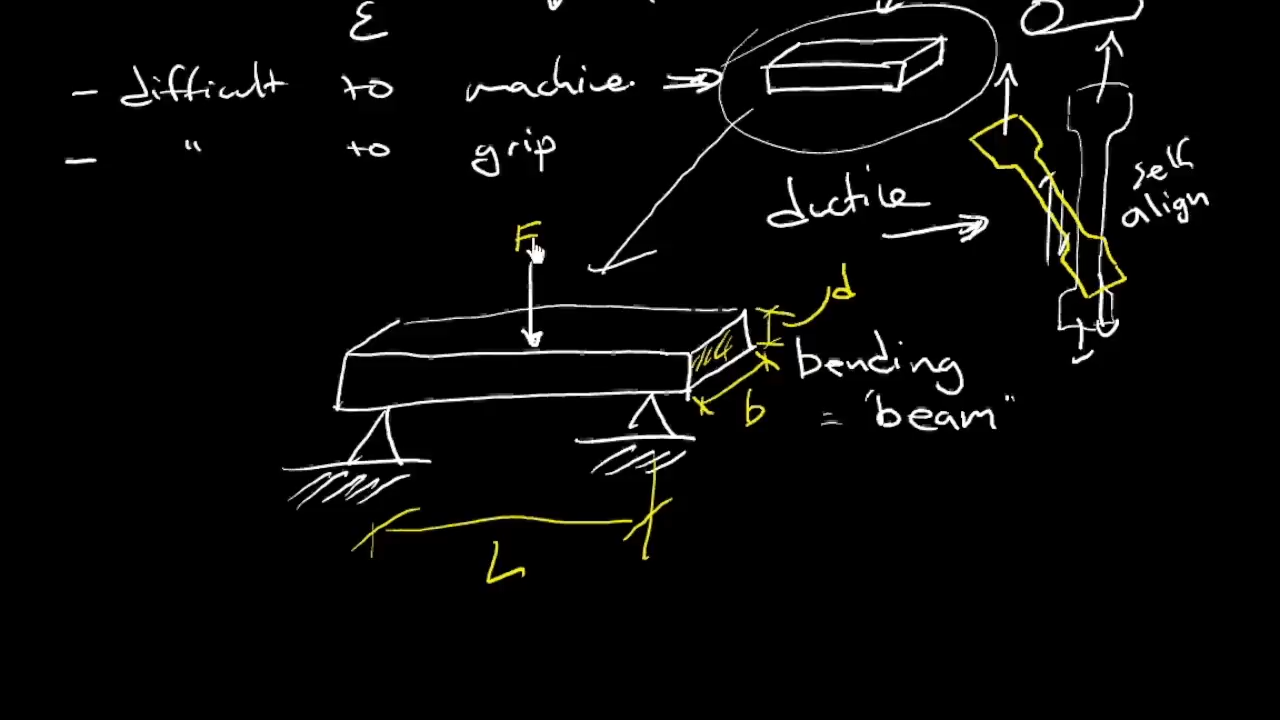 ε
- difficult to machine. →
- " to grip
ductile →
self
align
F
d
bending
= "beam"
b
L